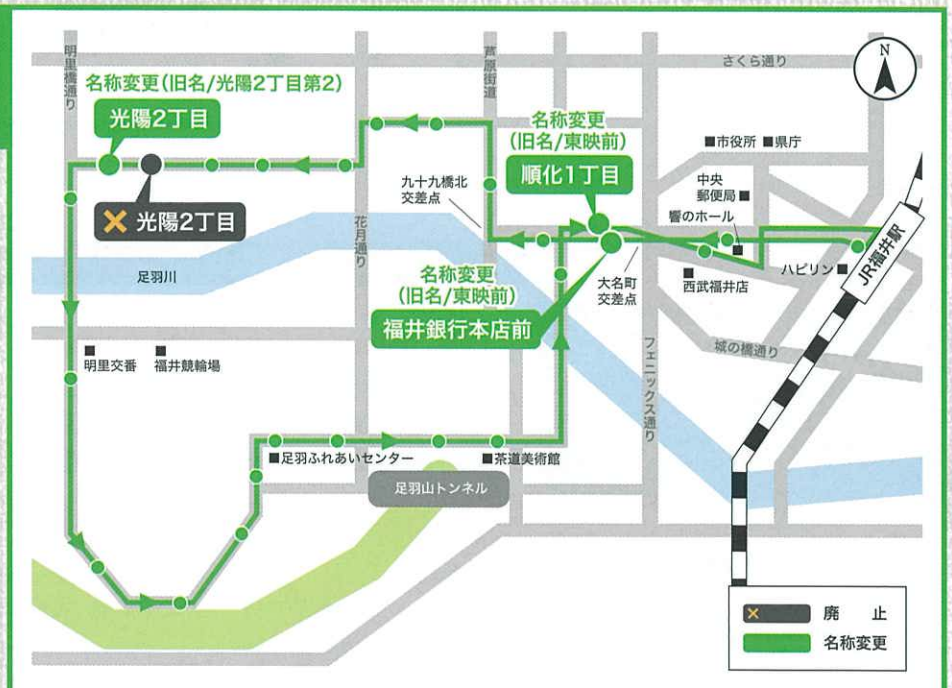 明里橋通り
芦原街道
さくら通り
N
名称変更(旧名/光陽2丁目第2)
光陽2丁目
名称変更
(旧名/東映前)
順化1丁目
■市役所 ■県庁
中央
郵便局■
響のホール
九十九橋北
交差点
✕ 光陽2丁目
花月通り
足羽川
名称変更
(旧名/東映前)
福井銀行本店前
大名町
交差点
西武福井店
ハピリン■
JR福井駅
城の橋通り
フェニックス通り
明里交番
福井競輪場
■足羽ふれあいセンター
■茶道美術館
足羽山トンネル
✕ 廃 止
名称変更